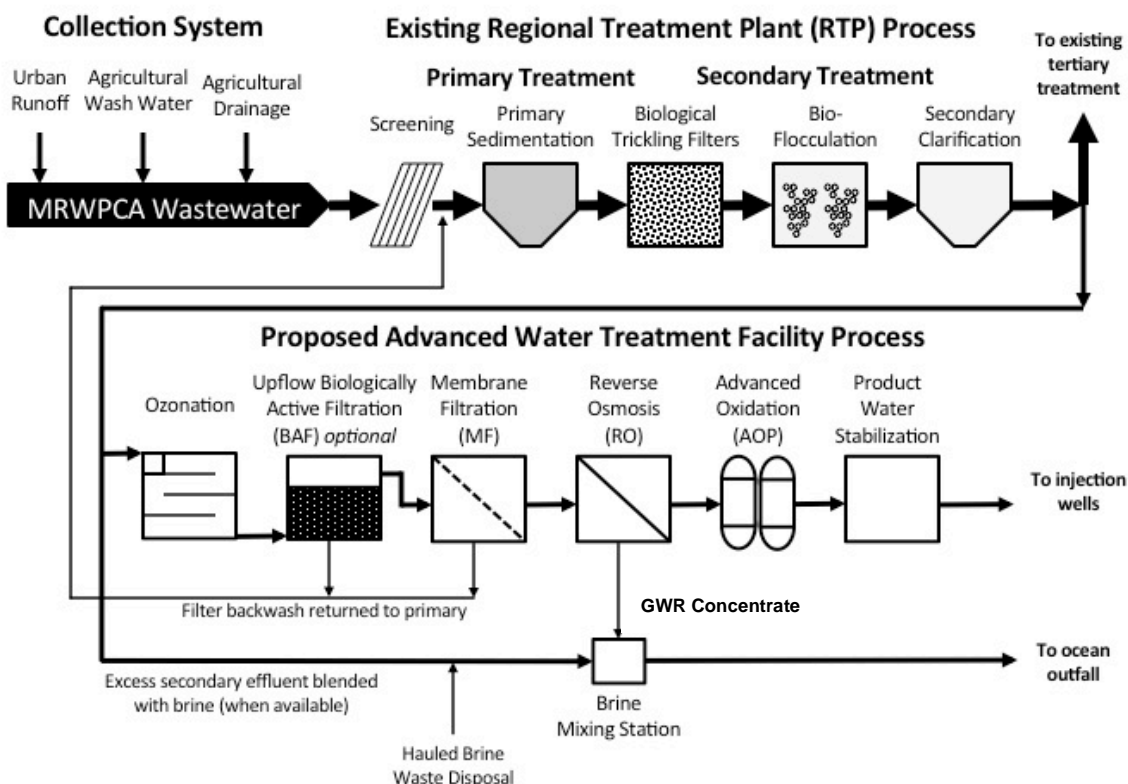 Collection System
Existing Regional Treatment Plant (RTP) Process
To existing
tertiary
treatment
Urban
Runoff
Agricultural
Wash Water
Agricultural
Drainage
Primary Treatment
Secondary Treatment
Screening
Primary
Sedimentation
Biological
Trickling Filters
Bio-
Flocculation
Secondary
Clarification
MRWPCA Wastewater
Proposed Advanced Water Treatment Facility Process
Ozonation
Upflow Biologically
Active Filtration
(BAF) optional
Membrane
Filtration
(MF)
Reverse
Osmosis
(RO)
Advanced
Oxidation
(AOP)
Product
Water
Stabilization
To injection
wells
Filter backwash returned to primary
GWR Concentrate
To ocean
outfall
Excess secondary effluent blended
with brine (when available)
Brine
Mixing Station
Hauled Brine
Waste Disposal